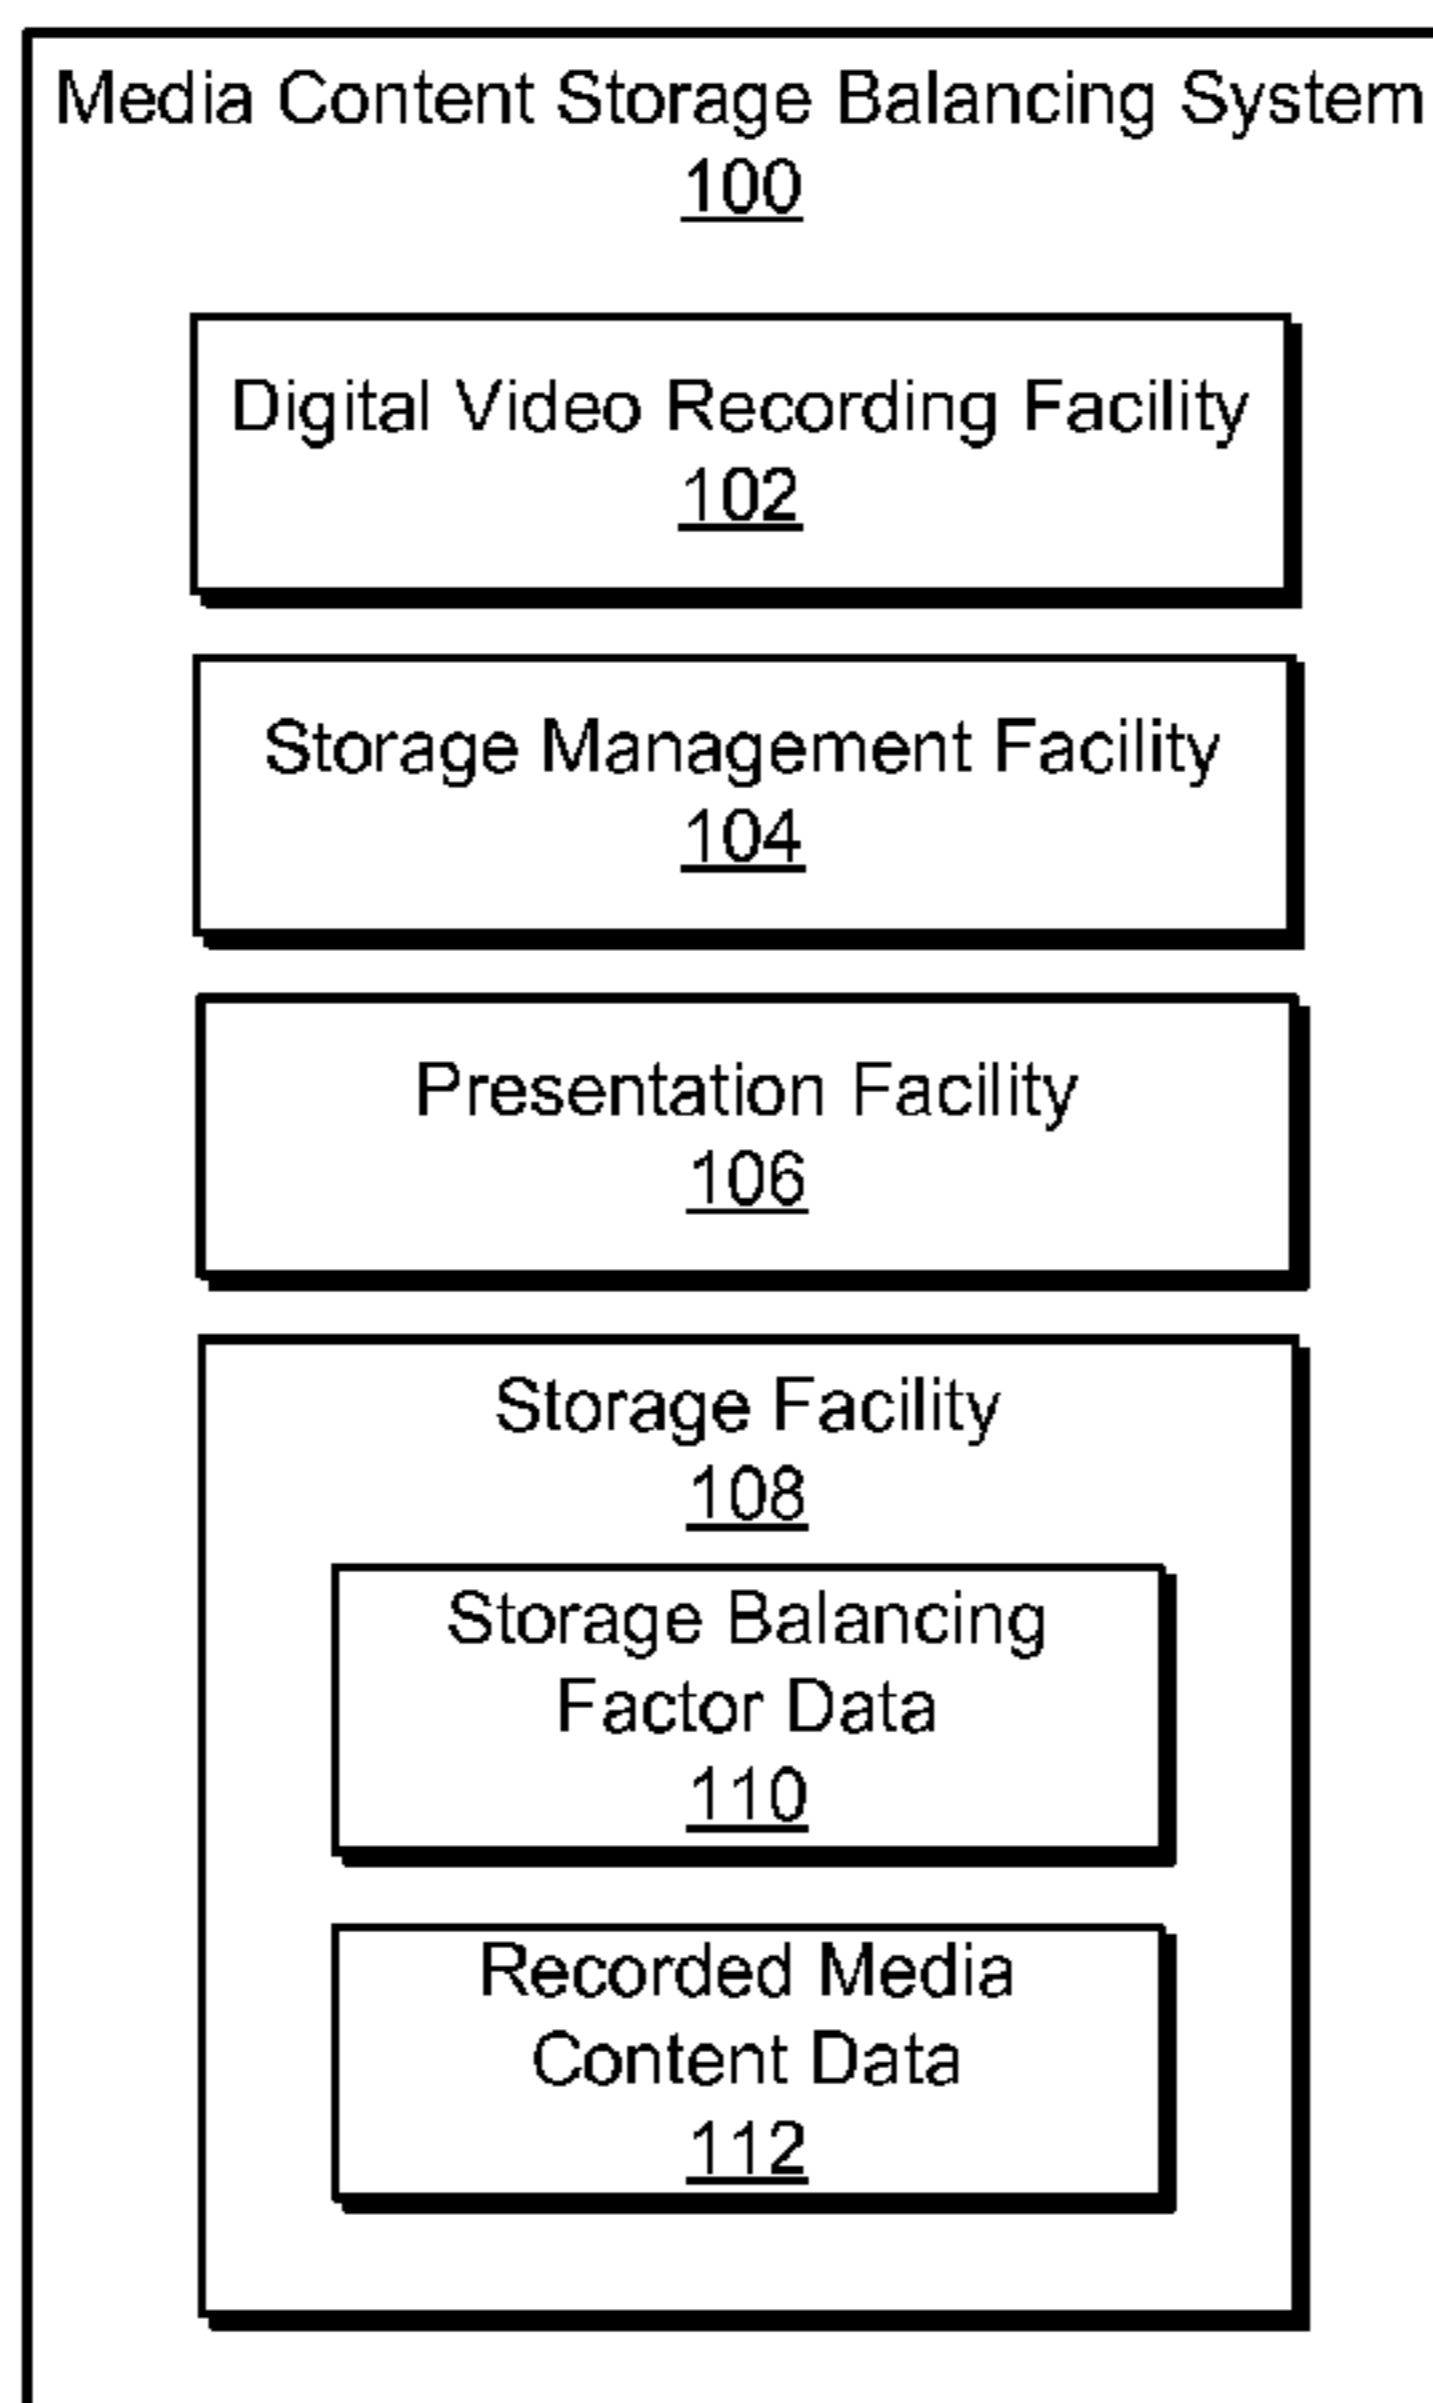 Media Content Storage Balancing System
100
Digital Video Recording Facility
102
Storage Management Facility
104
Presentation Facility
106
Storage Facility
108
Storage Balancing
Factor Data
110
Recorded Media
Content Data
112